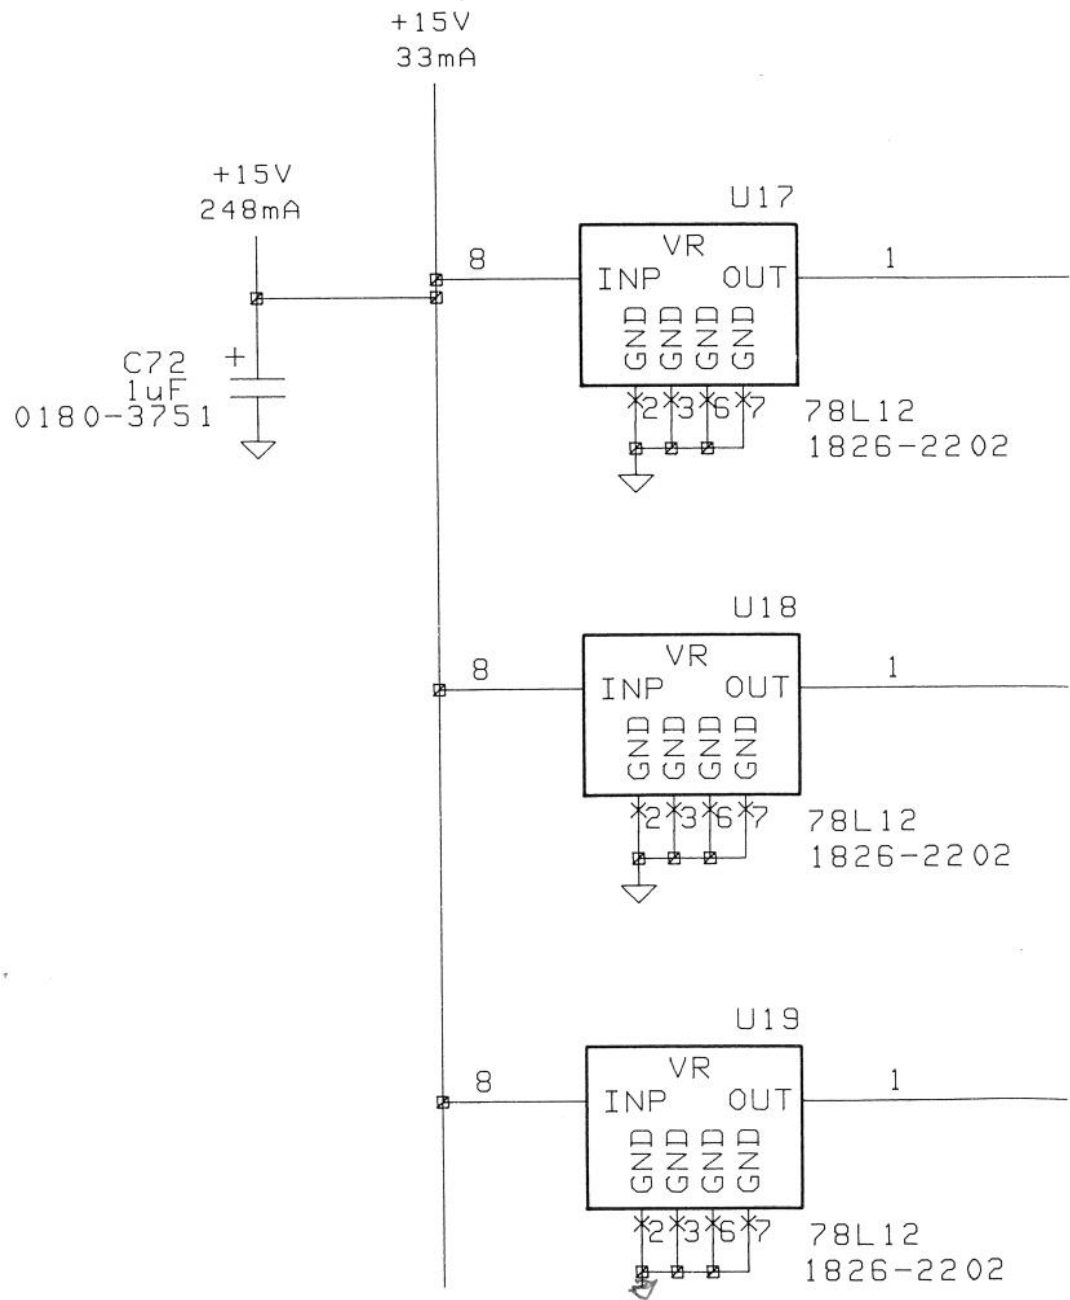 +15V
33mA
+15V
248mA
U17
8
VR
1
INP OUT
GND GND GND GND
C72
1uF
0180-3751
+
2 3 6 7
78L12
1826-2202
U18
8
VR
1
INP OUT
GND GND GND GND
2 3 6 7
78L12
1826-2202
U19
8
VR
1
INP OUT
GND GND GND GND
2 3 6 7
78L12
1826-2202